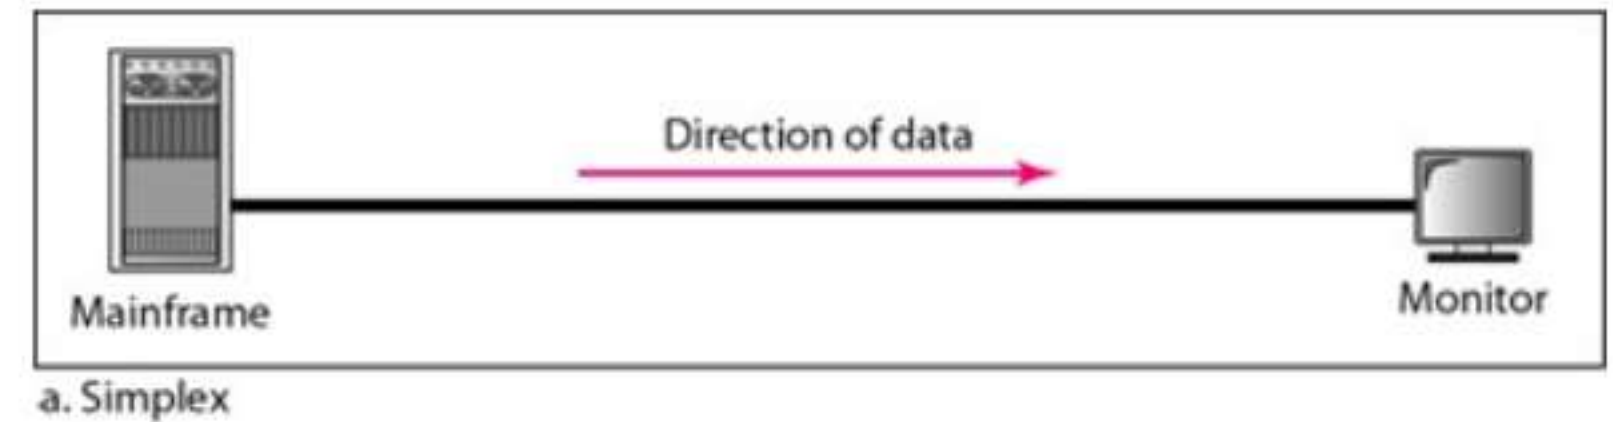 Direction of data
Mainframe
Monitor
a. Simplex